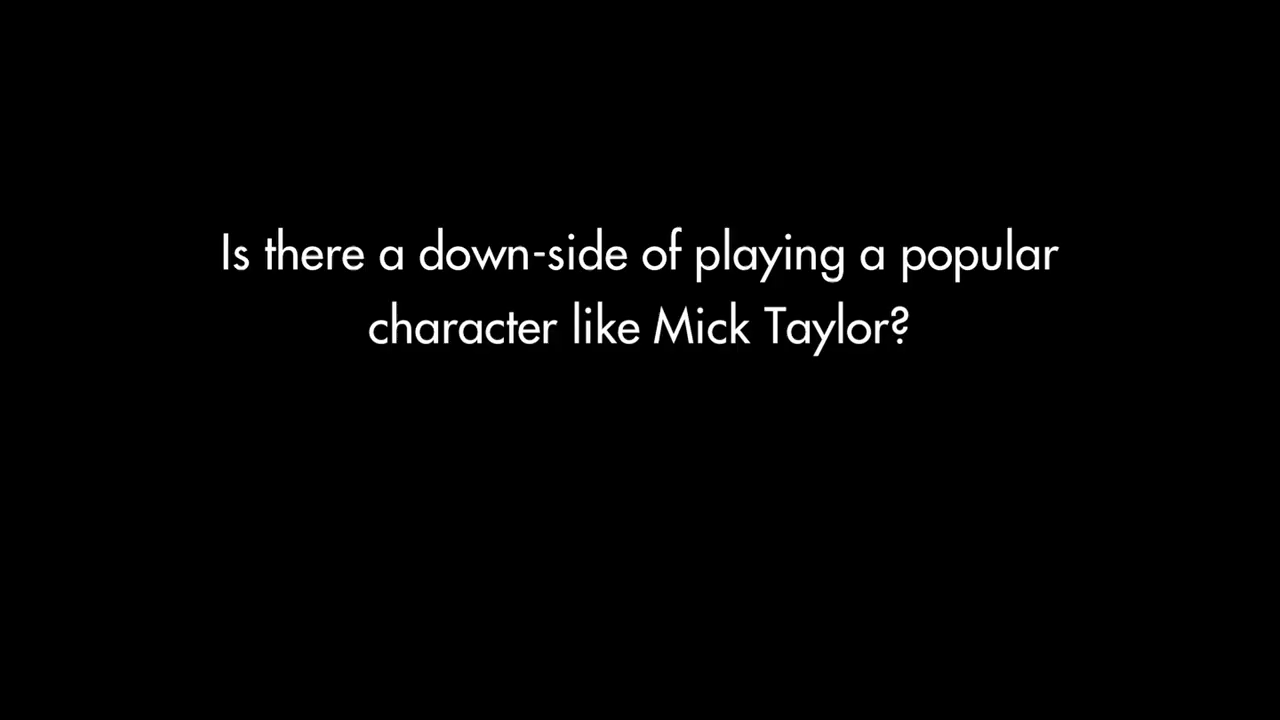 Is there a down-side of playing a popular
character like Mick Taylor?